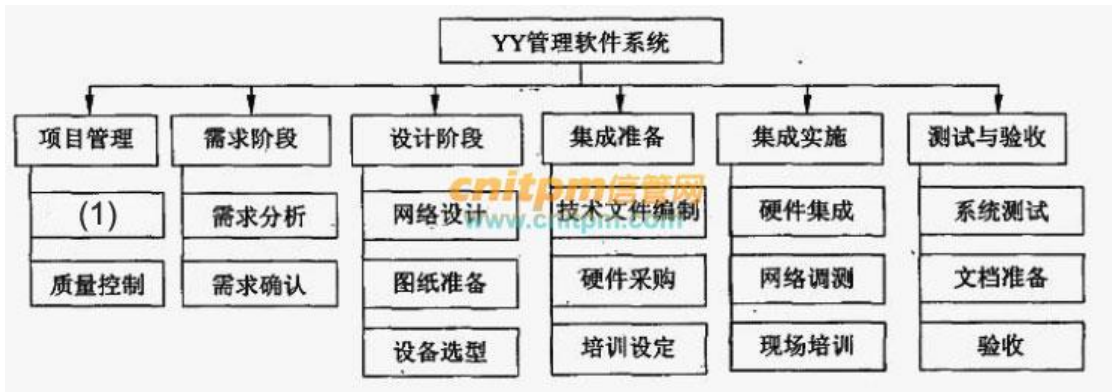 YY管理软件系统
项目管理 需求阶段 设计阶段 集成准备 集成实施 测试与验收
cnitpm信管网
(1) 需求分析 网络设计 技术文件编制 硬件集成 系统测试
www.cnitpm.com
质量控制 需求确认 图纸准备 硬件采购 网络调测 文档准备
设备选型 培训设定 现场培训 验收